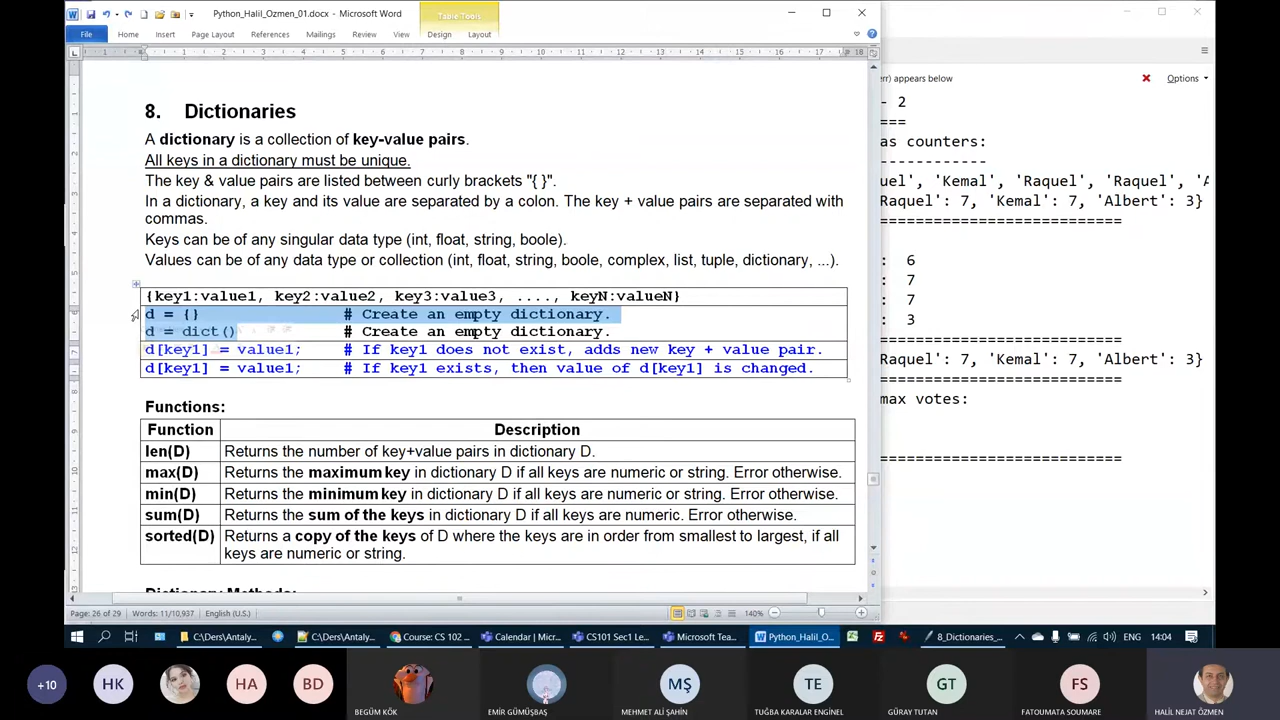 Python_Halil_Ozmen_01.docx - Microsoft Word
Table Tools
File Home Insert Page Layout References Mailings Review View Design Layout
8. Dictionaries
A dictionary is a collection of key-value pairs.
All keys in a dictionary must be unique.
The key & value pairs are listed between curly brackets "{ }".
In a dictionary, a key and its value are separated by a colon. The key + value pairs are separated with
commas.
Keys can be of any singular data type (int, float, string, boole).
Values can be of any data type or collection (int, float, string, boole, complex, list, tuple, dictionary, ...).
{key1:value1, key2:value2, key3:value3, ...., keyN:valueN}
d = {} # Create an empty dictionary.
d = dict() # Create an empty dictionary.
d[key1] = value1; # If key1 does not exist, adds new key + value pair.
d[key1] = value1; # If key1 exists, then value of d[key1] is changed.
Functions:
Function Description
len(D) Returns the number of key+value pairs in dictionary D.
max(D) Returns the maximum key in dictionary D if all keys are numeric or string. Error otherwise.
min(D) Returns the minimum key in dictionary D if all keys are numeric or string. Error otherwise.
sum(D) Returns the sum of the keys in dictionary D if all keys are numeric. Error otherwise.
sorted(D) Returns a copy of the keys of D where the keys are in order from smallest to largest, if all
keys are numeric or string.
Page: 26 of 29 Words: 11/10,937 English (U.S.) 140%
rr) appears below Options
- 2
===
as counters:
------------
uel', 'Kemal', 'Raquel', 'Raquel', 'A
Raquel': 7, 'Kemal': 7, 'Albert': 3}
===========================
: 6
: 7
: 7
: 3
Raquel': 7, 'Kemal': 7, 'Albert': 3}
===========================
max votes:
===========================
C:\Ders\Antaly... C:\Ders\Antaly... Course: CS 102 ... Calendar | Micr... CS101 Sec1 Le... Microsoft Tea... Python_Halil_O... 8_Dictionaries_... ENG 14:04
+10 HK HA BD MŞ TE GT FS
BEGÜM KÖK EMİR GÜMÜŞBAŞ MEHMET ALİ ŞAHİN TUĞBA KARALAR ENGİNEL GÜRAY TUTAN FATOUMATA SOUMARE HALİL NEJAT ÖZMEN